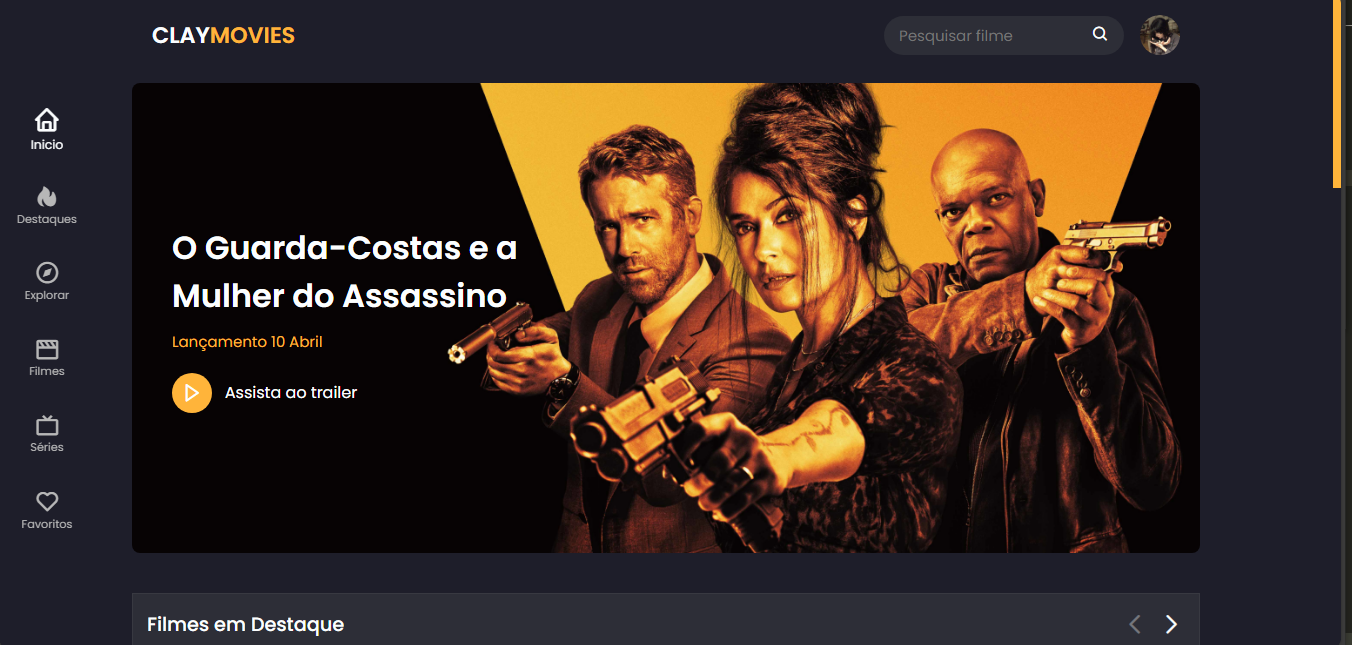 CLAYMOVIES
Pesquisar filme
Inicio
Destaques
Explorar
Filmes
Séries
Favoritos
O Guarda-Costas e a
Mulher do Assassino
Lançamento 10 Abril
Assista ao trailer
Filmes em Destaque